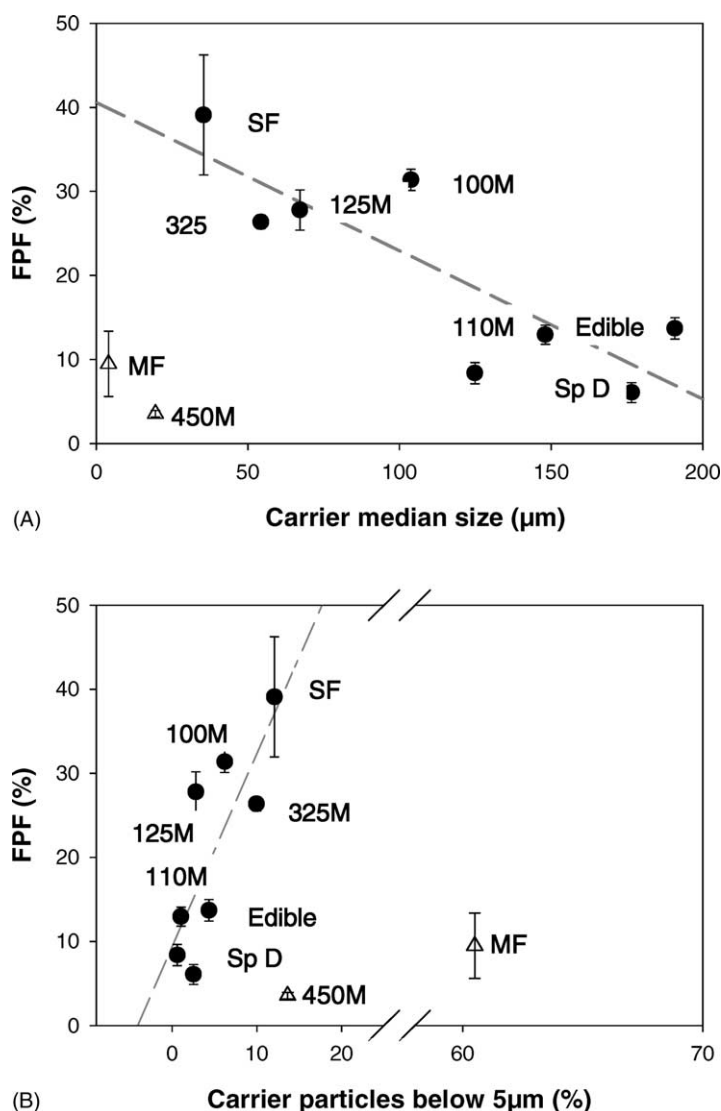 50
40
SF
30
100M
125M
325
FPF (%)
20
110M
Edible
10
MF
Sp D
450M
0
0
50
100
150
200
(A)
Carrier median size (µm)
50
40
SF
100M
30
325M
125M
FPF (%)
20
110M
Edible
10
MF
Sp D
450M
0
0
10
20
60
70
(B)
Carrier particles below 5µm (%)